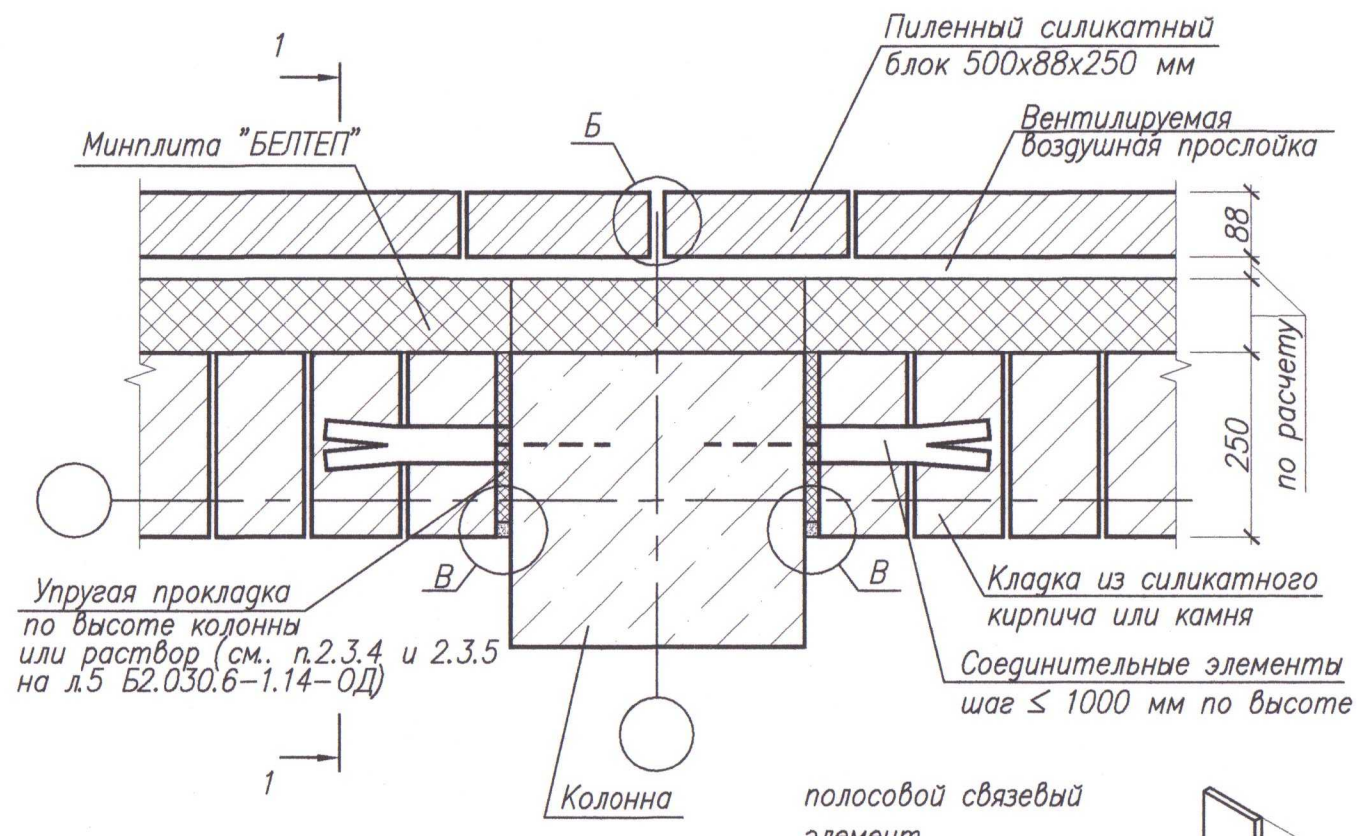 1
Пиленный силикатный
блок 500х88х250 мм
Минплита "БЕЛТЕП"
Б
Вентилируемая
воздушная прослойка
88
250
по расчету
В
В
Упругая прокладка
по высоте колонны
или раствор (см.. п.2.3.4 и 2.3.5
на л.5 Б2.030.6-1.14-ОД)
Кладка из силикатного
кирпича или камня
Соединительные элементы
шаг ≤ 1000 мм по высоте
1
Колонна
полосовой связевый
элемент